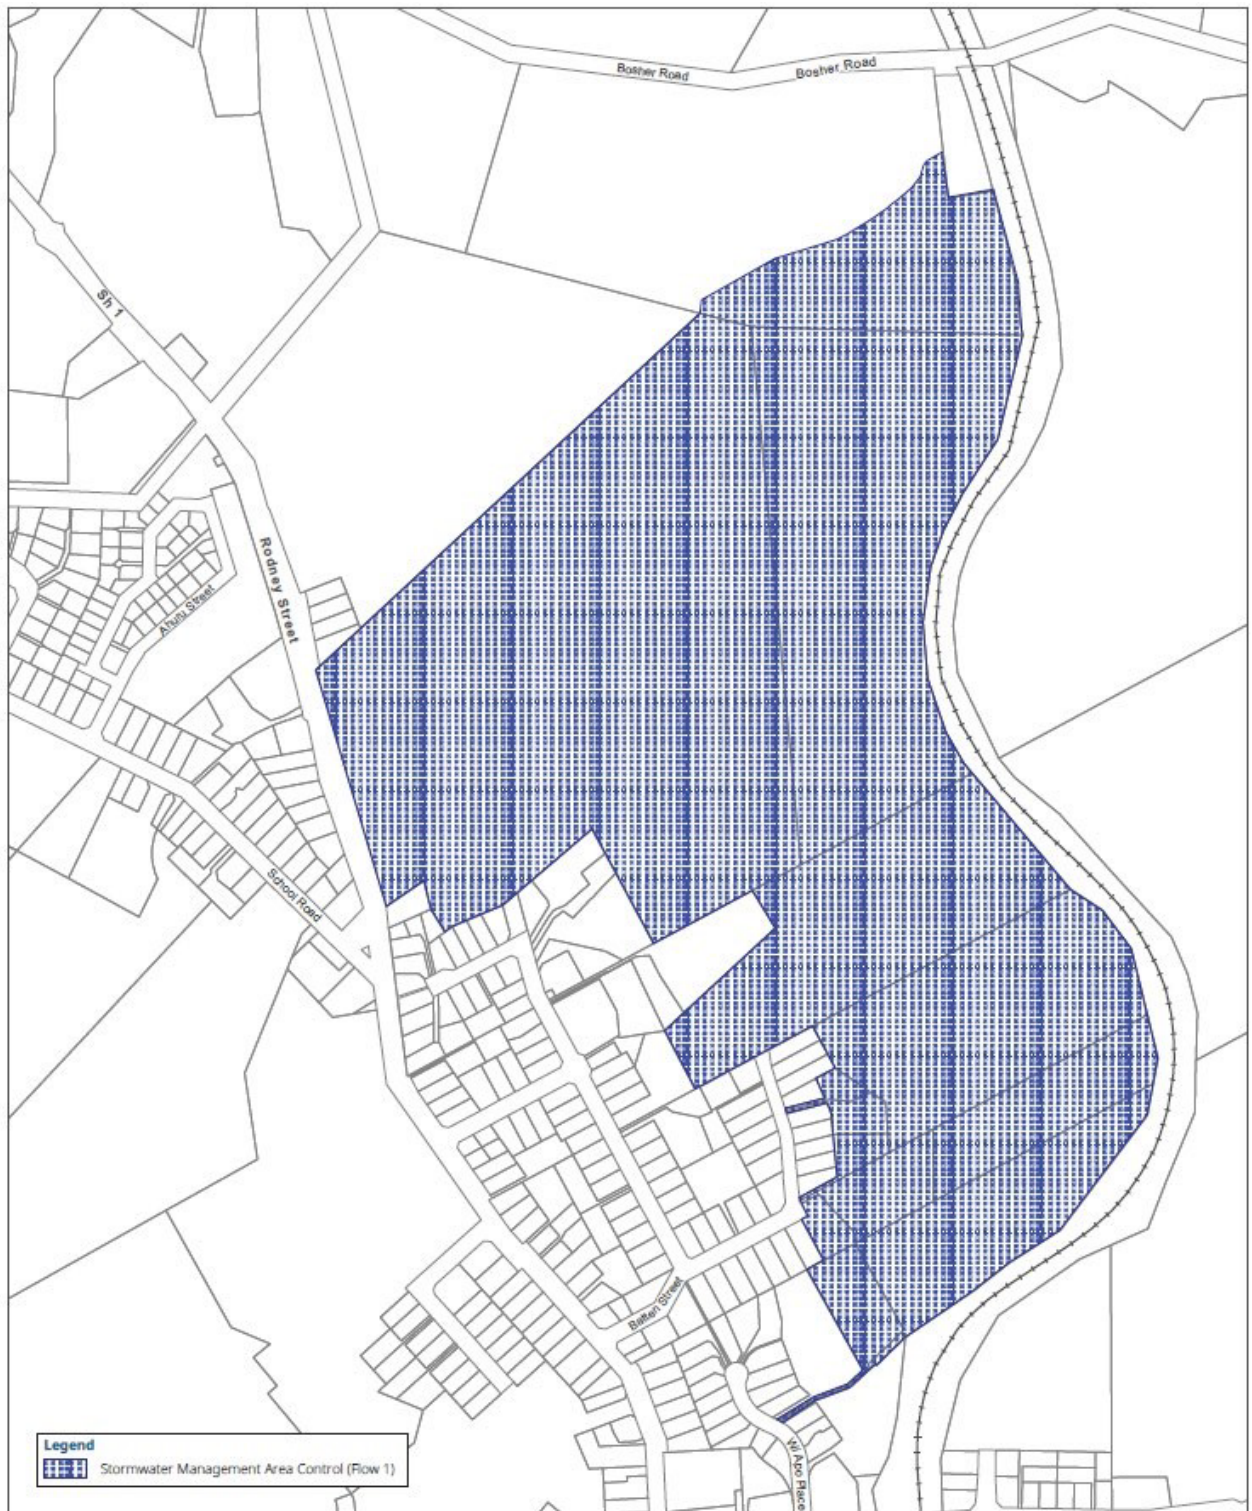 Bosher Road
Bosher Road
Sh 1
Rodney Street
Ahutu Street
School Road
Batten Street
Wi Apo Place
Legend
Stormwater Management Area Control (Flow 1)